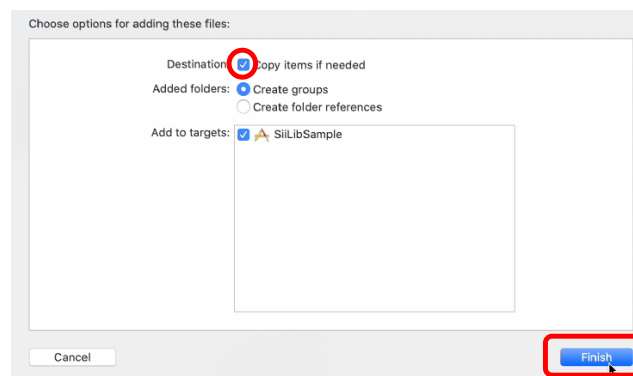 Choose options for adding these files:
Destination: Copy items if needed
Added folders: Create groups
Create folder references
Add to targets: SiiLibSample
Cancel
Finish